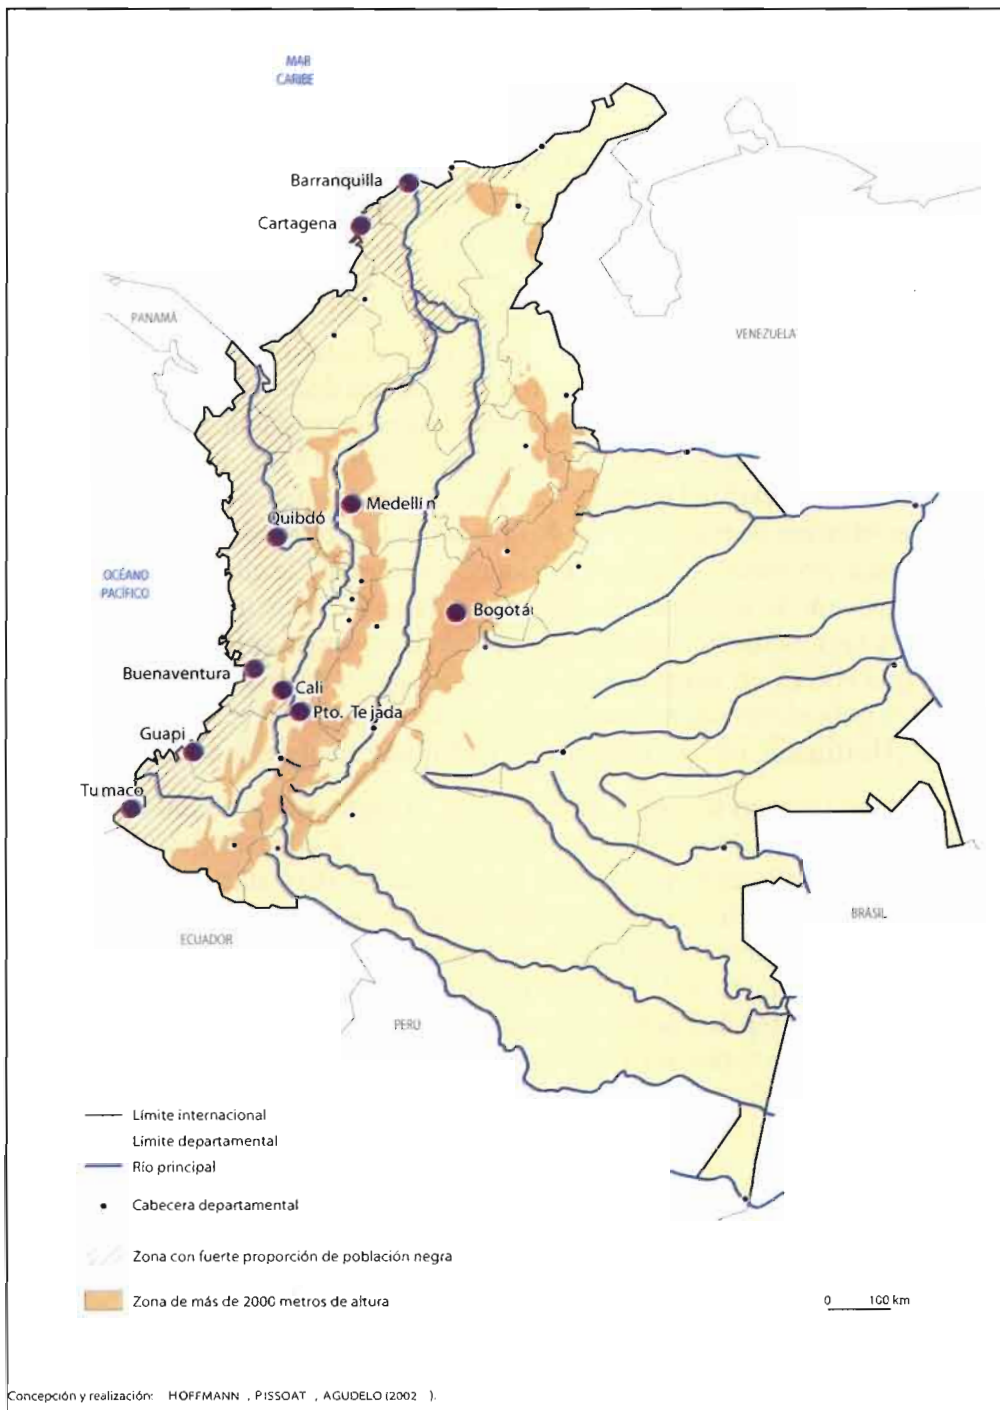 MAR
CARIBE
Barranquilla
Cartagena
PANAMÁ
VENEZUELA
Medellín
Quibdó
OCÉANO
PACÍFICO
Bogotá
Buenaventura
Cali
Pto. Tejada
Guapi
Tumaco
BRÁSIL
ECUADOR
PERÚ
Límite internacional
Límite departamental
Río principal
Cabecera departamental
Zona con fuerte proporción de población negra
Zona de más de 2000 metros de altura
0 100 km
Concepción y realización: HOFFMANN , PISSOAT , AGUDELO (2002 ).